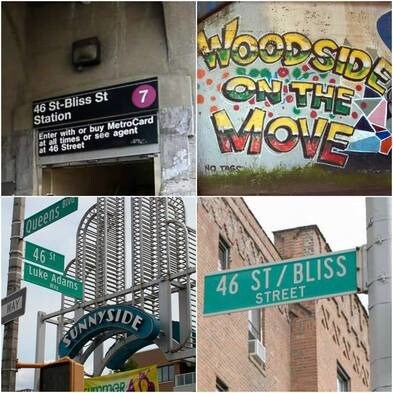 46 St-Bliss St
Station
7
Enter with or buy MetroCard
at all times or see agent
at 46 Street
WOODSIDE
ON THE
MOVE
NO TAGS
Queens Blvd
46 St
Luke Adams
Way
WAY
SUNNYSIDE
SUMMER
46 ST/BLISS
STREET